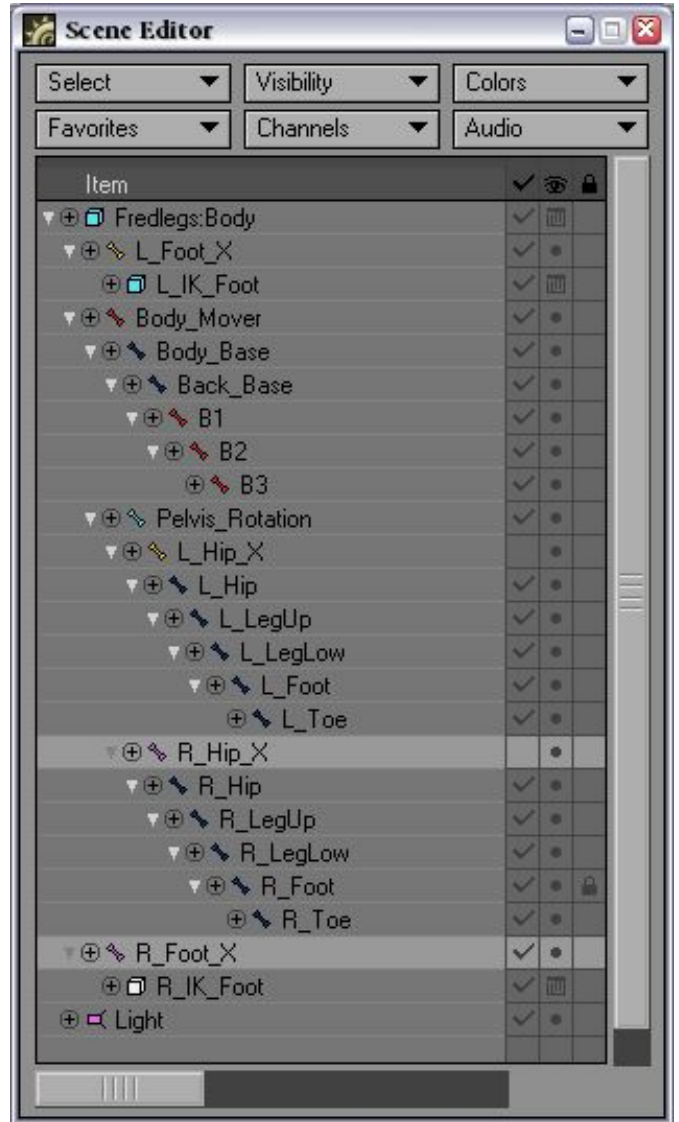 Scene Editor
Select Visibility Colors
Favorites Channels Audio
Item
Fredlegs:Body
L_Foot_X
L_IK_Foot
Body_Mover
Body_Base
Back_Base
B1
B2
B3
Pelvis_Rotation
L_Hip_X
L_Hip
L_LegUp
L_LegLow
L_Foot
L_Toe
R_Hip_X
R_Hip
R_LegUp
R_LegLow
R_Foot
R_Toe
R_Foot_X
R_IK_Foot
Light